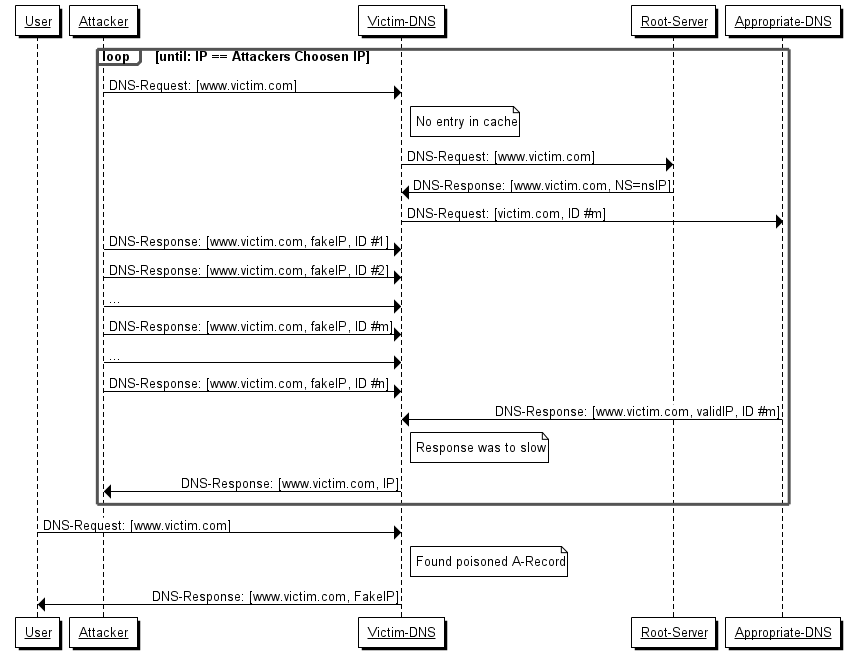 User
Attacker
Victim-DNS
Root-Server
Appropriate-DNS
loop
[until: IP == Attackers Choosen IP]
DNS-Request: [www.victim.com]
No entry in cache
DNS-Request: [www.victim.com]
DNS-Response: [www.victim.com, NS=nsIP]
DNS-Request: [victim.com, ID #m]
DNS-Response: [www.victim.com, fakeIP, ID #1]
DNS-Response: [www.victim.com, fakeIP, ID #2]
...
DNS-Response: [www.victim.com, fakeIP, ID #m]
...
DNS-Response: [www.victim.com, fakeIP, ID #n]
DNS-Response: [www.victim.com, validIP, ID #m]
Response was to slow
DNS-Response: [www.victim.com, IP]
DNS-Request: [www.victim.com]
Found poisoned A-Record
DNS-Response: [www.victim.com, FakeIP]
User
Attacker
Victim-DNS
Root-Server
Appropriate-DNS